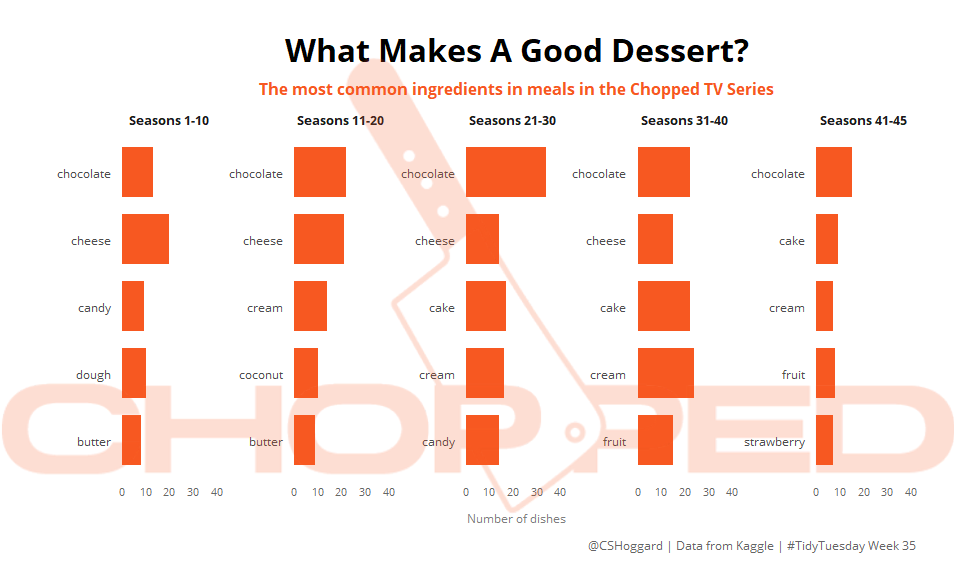 What Makes A Good Dessert?
The most common ingredients in meals in the Chopped TV Series
Seasons 1-10
chocolate
cheese
candy
dough
butter
0 10 20 30 40
Seasons 11-20
chocolate
cheese
cream
coconut
butter
0 10 20 30 40
Seasons 21-30
chocolate
cheese
cake
cream
candy
0 10 20 30 40
Seasons 31-40
chocolate
cheese
cake
cream
fruit
0 10 20 30 40
Seasons 41-45
chocolate
cake
cream
fruit
strawberry
0 10 20 30 40
CHOPPED
Number of dishes
@CSHoggard | Data from Kaggle | #TidyTuesday Week 35